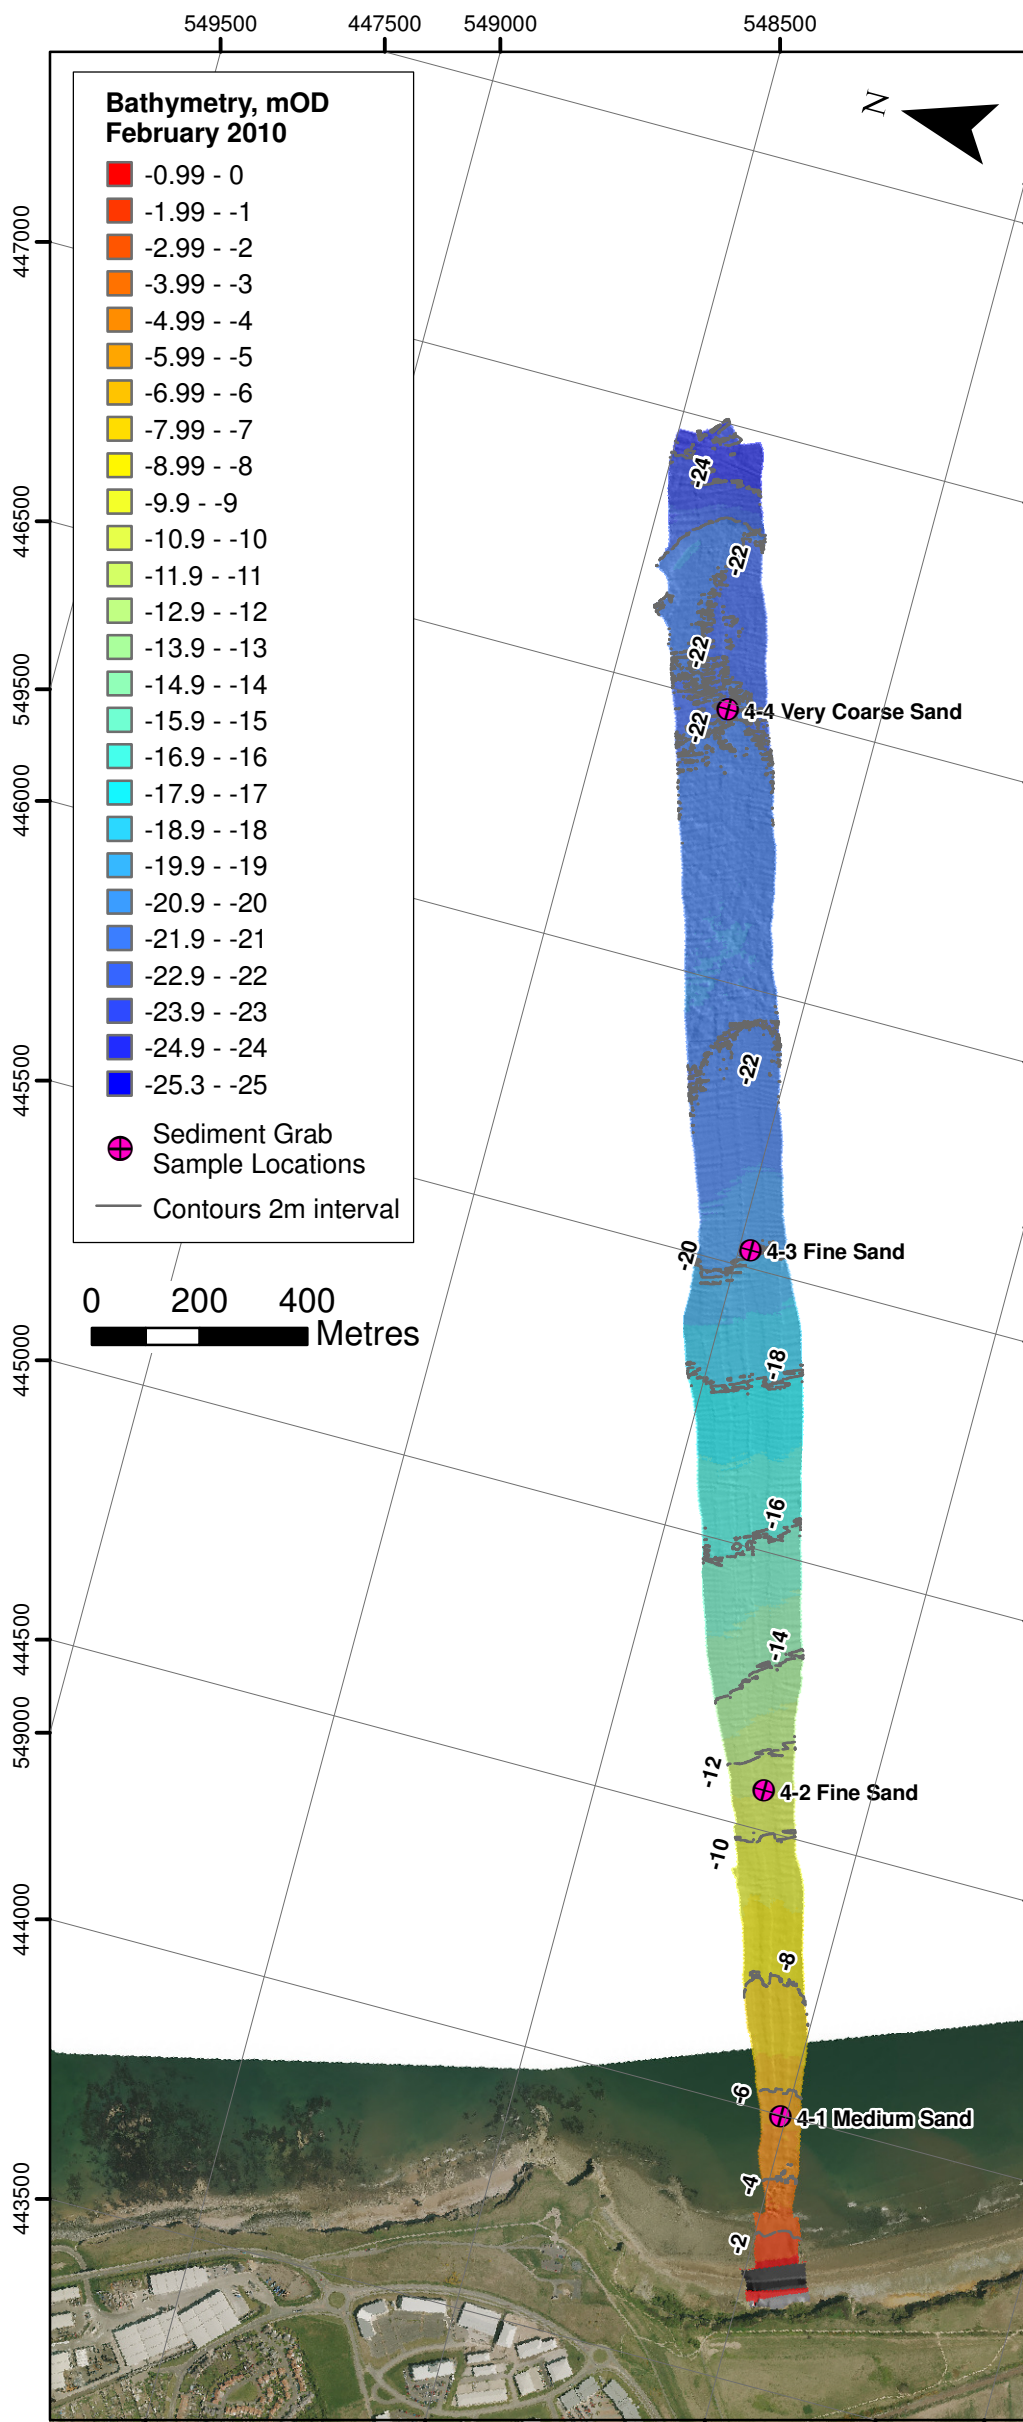 549500 447500 549000 548500
Bathymetry, mOD
February 2010
-0.99 - 0
-1.99 - -1
-2.99 - -2
-3.99 - -3
-4.99 - -4
-5.99 - -5
-6.99 - -6
-7.99 - -7
-8.99 - -8
-9.9 - -9
-10.9 - -10
-11.9 - -11
-12.9 - -12
-13.9 - -13
-14.9 - -14
-15.9 - -15
-16.9 - -16
-17.9 - -17
-18.9 - -18
-19.9 - -19
-20.9 - -20
-21.9 - -21
-22.9 - -22
-23.9 - -23
-24.9 - -24
-25.3 - -25
Sediment Grab
Sample Locations
Contours 2m interval
0 200 400
Metres
N
447000
446500
549500
446000
445500
445000
444500
549000
444000
443500
-24
-22
-22
4-4 Very Coarse Sand
-22
-22
4-3 Fine Sand
-20
-18
-16
-14
-12
4-2 Fine Sand
-10
-8
-6
4-1 Medium Sand
-4
-2